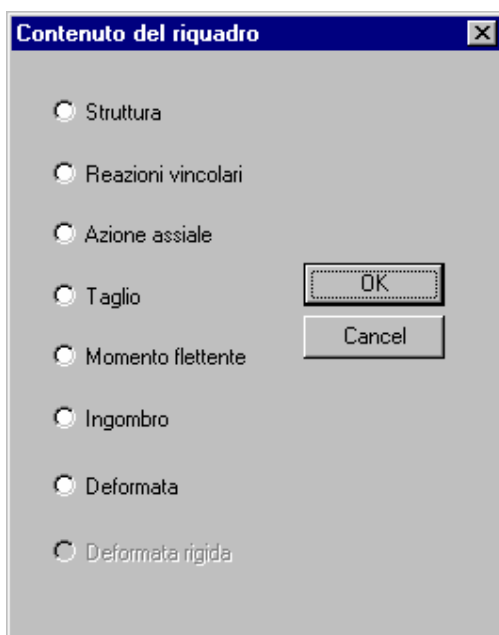 Contenuto del riquadro
Struttura
Reazioni vincolari
Azione assiale
Taglio
Momento flettente
Ingombro
Deformata
Deformata rigida
OK
Cancel